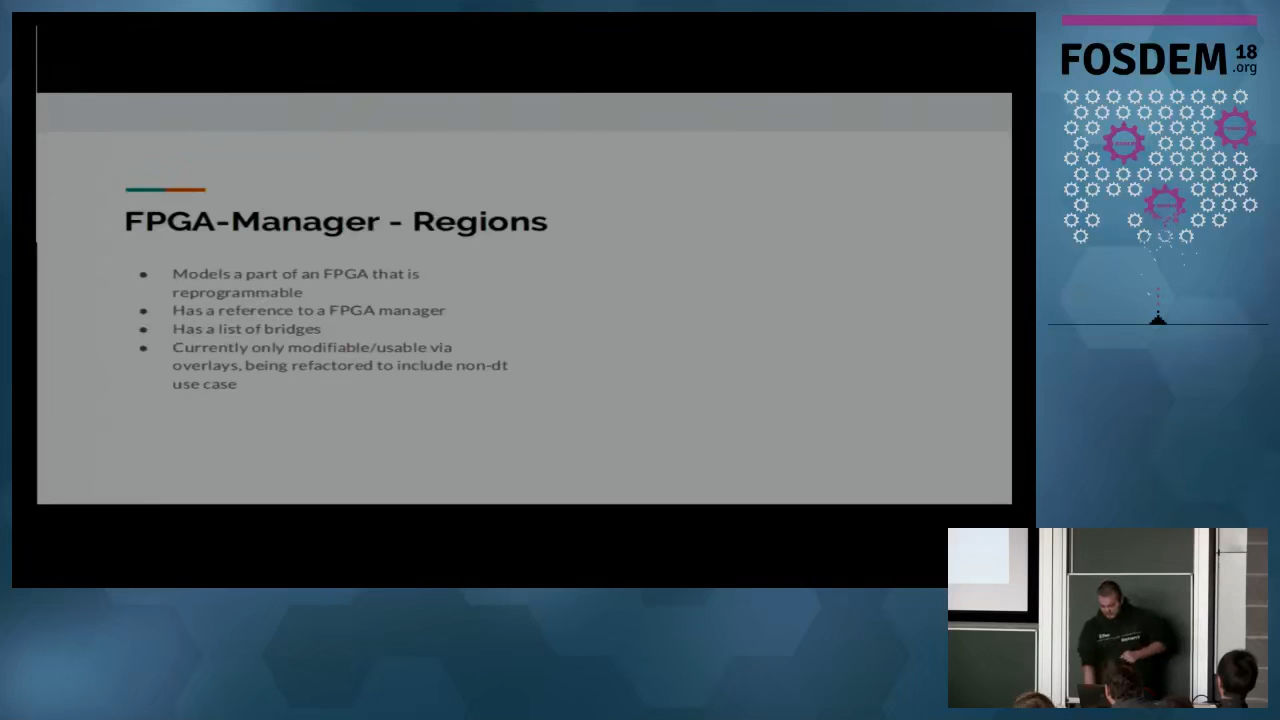 FOSDEM 18
.org
FPGA-Manager - Regions
● Models a part of an FPGA that is
reprogrammable
● Has a reference to a FPGA manager
● Has a list of bridges
● Currently only modifiable/usable via
overlays, being refactored to include non-dt
use case